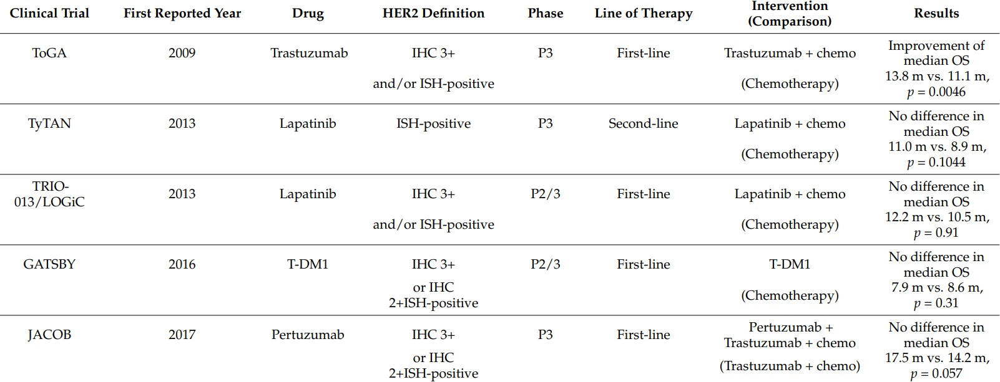 Clinical Trial First Reported Year Drug HER2 Definition Phase Line of Therapy Intervention (Comparison) Results
ToGA 2009 Trastuzumab IHC 3+ P3 First-line Trastuzumab + chemo Improvement of
median OS
and/or ISH-positive (Chemotherapy) 13.8 m vs. 11.1 m,
p = 0.0046
TyTAN 2013 Lapatinib ISH-positive P3 Second-line Lapatinib + chemo No difference in
median OS
(Chemotherapy) 11.0 m vs. 8.9 m,
p = 0.1044
TRIO-
013/LOGiC 2013 Lapatinib IHC 3+ P2/3 First-line Lapatinib + chemo No difference in
median OS
and/or ISH-positive (Chemotherapy) 12.2 m vs. 10.5 m,
p = 0.91
GATSBY 2016 T-DM1 IHC 3+ P2/3 First-line T-DM1 No difference in
median OS
or IHC
2+ISH-positive (Chemotherapy) 7.9 m vs. 8.6 m,
p = 0.31
JACOB 2017 Pertuzumab IHC 3+ P3 First-line Pertuzumab +
Trastuzumab + chemo No difference in
median OS
or IHC
2+ISH-positive (Trastuzumab + chemo) 17.5 m vs. 14.2 m,
p = 0.057